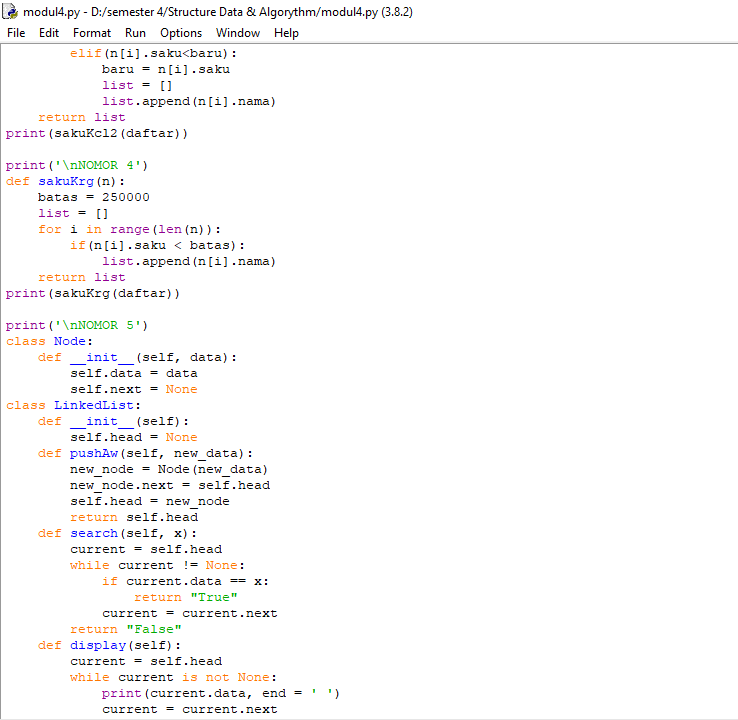 modul4.py - D:/semester 4/Structure Data & Algorythm/modul4.py (3.8.2)
File Edit Format Run Options Window Help
        elif(n[i].saku<baru):
            baru = n[i].saku
            list = []
            list.append(n[i].nama)
    return list
print(sakuKcl2(daftar))

print('\nNOMOR 4')
def sakuKrg(n):
    batas = 250000
    list = []
    for i in range(len(n)):
        if(n[i].saku < batas):
            list.append(n[i].nama)
    return list
print(sakuKrg(daftar))

print('\nNOMOR 5')
class Node:
    def __init__(self, data):
        self.data = data
        self.next = None
class LinkedList:
    def __init__(self):
        self.head = None
    def pushAw(self, new_data):
        new_node = Node(new_data)
        new_node.next = self.head
        self.head = new_node
        return self.head
    def search(self, x):
        current = self.head
        while current != None:
            if current.data == x:
                return "True"
            current = current.next
        return "False"
    def display(self):
        current = self.head
        while current is not None:
            print(current.data, end = ' ')
            current = current.next